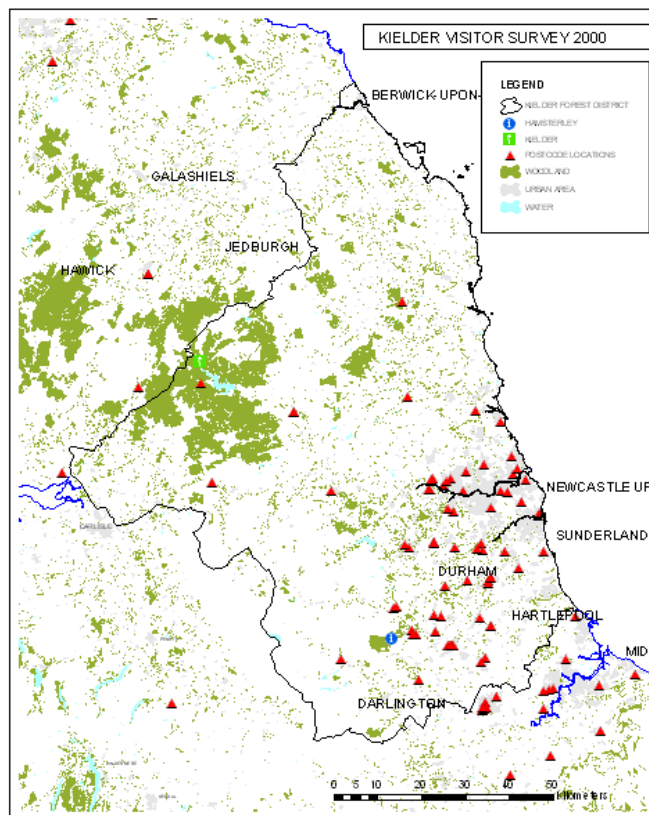 KIELDER VISITOR SURVEY 2000
BERWICK-UPON-
LEGEND
KIELDER FOREST DISTRICT
HAMSTERLEY
KIELDER
POSTCODE LOCATIONS
WOODLAND
URBAN AREA
WATER
GALASHIELS
JEDBURGH
HAWICK
NEWCASTLE UP
CARLISLE
SUNDERLAND
DURHAM
HARTLEPOOL
MID
DARLINGTON
0 10 20 30 40 50
kilometers